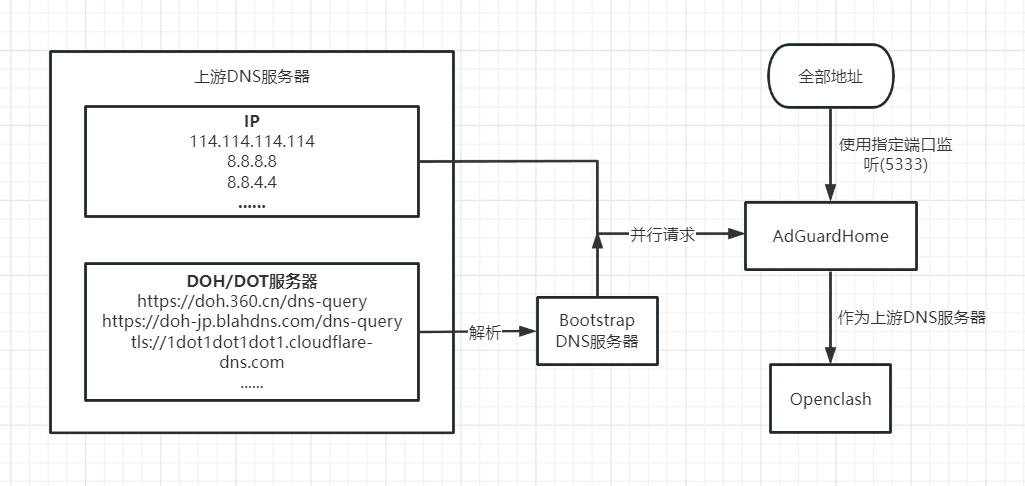 上游DNS服务器
IP
114.114.114.114
8.8.8.8
8.8.4.4
......
DOH/DOT服务器
https://doh.360.cn/dns-query
https://doh-jp.blahdns.com/dns-query
tls://1dot1dot1dot1.cloudflare-
dns.com
......
解析
Bootstrap
DNS服务器
并行请求
全部地址
使用指定端口监
听(5333)
AdGuardHome
作为上游DNS服务器
Openclash